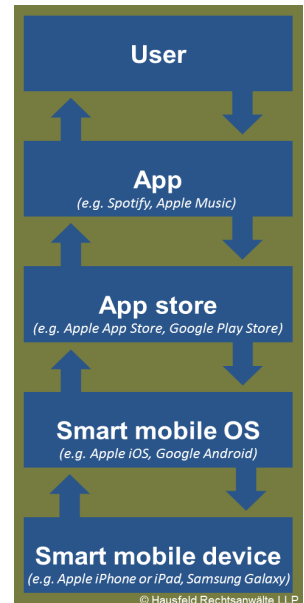 User
App
(e.g. Spotify, Apple Music)
App store
(e.g. Apple App Store, Google Play Store)
Smart mobile OS
(e.g. Apple iOS, Google Android)
Smart mobile device
(e.g. Apple iPhone or iPad, Samsung Galaxy)
© Hausfeld Rechtsanwälte LLP